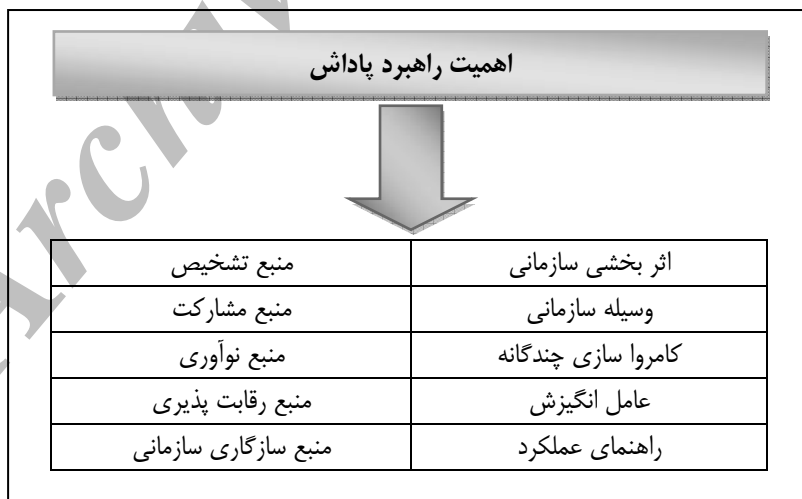 اهمیت راهبرد پاداش
اثر بخشی سازمانی منبع تشخیص
وسیله سازمانی منبع مشارکت
کامروا سازی چندگانه منبع نوآوری
عامل انگیزش منبع رقابت پذیری
راهنمای عملکرد منبع سازگاری سازمانی